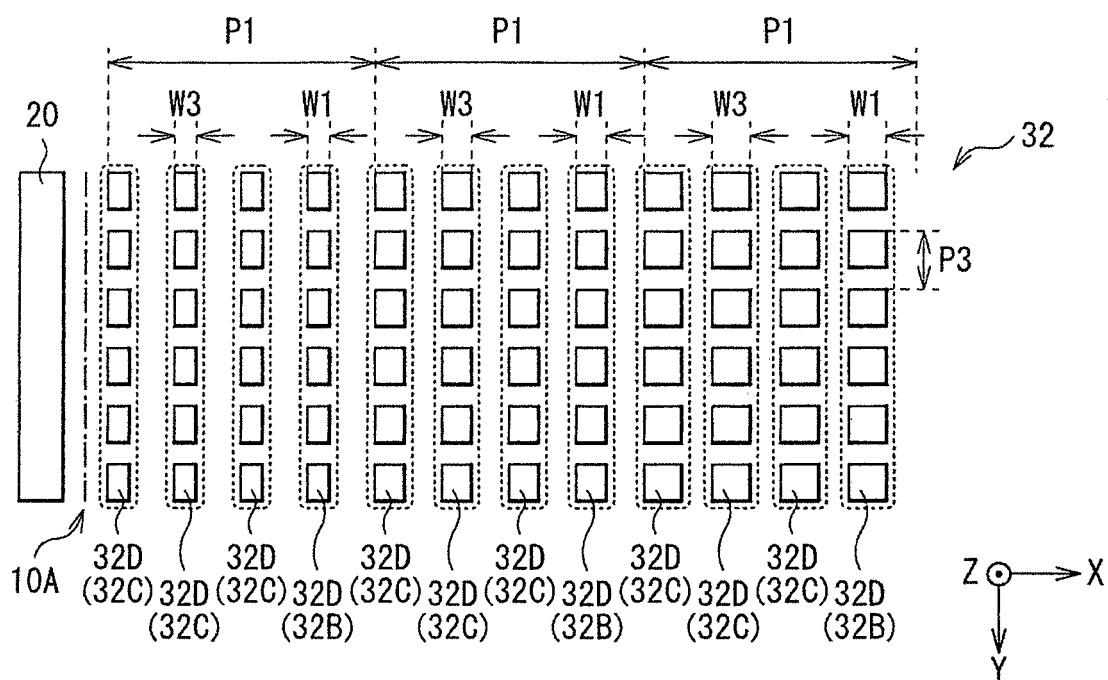 P1 P1 P1
W3 W1 W3 W1 W3 W1
20
32
P3
10A
32D 32D 32D 32D 32D 32D
(32C) (32C) (32C) (32C) (32C) (32C)
32D 32D 32D 32D 32D 32D
(32C) (32B) (32C) (32B) (32C) (32B)
Z X
Y